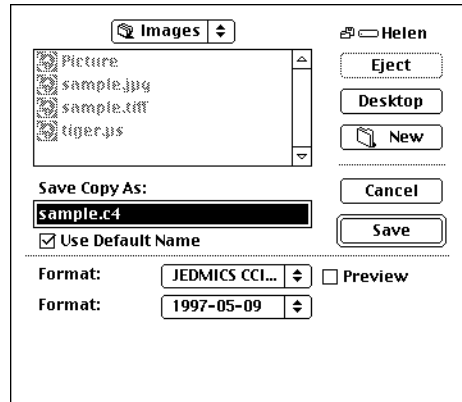 Images
Helen
Picture
sample.jpg
sample.tiff
tiger.ps
Eject
Desktop
New
Save Copy As:
sample.c4
Use Default Name
Cancel
Save
Format:
JEDMICS CCI...
Preview
Format:
1997-05-09